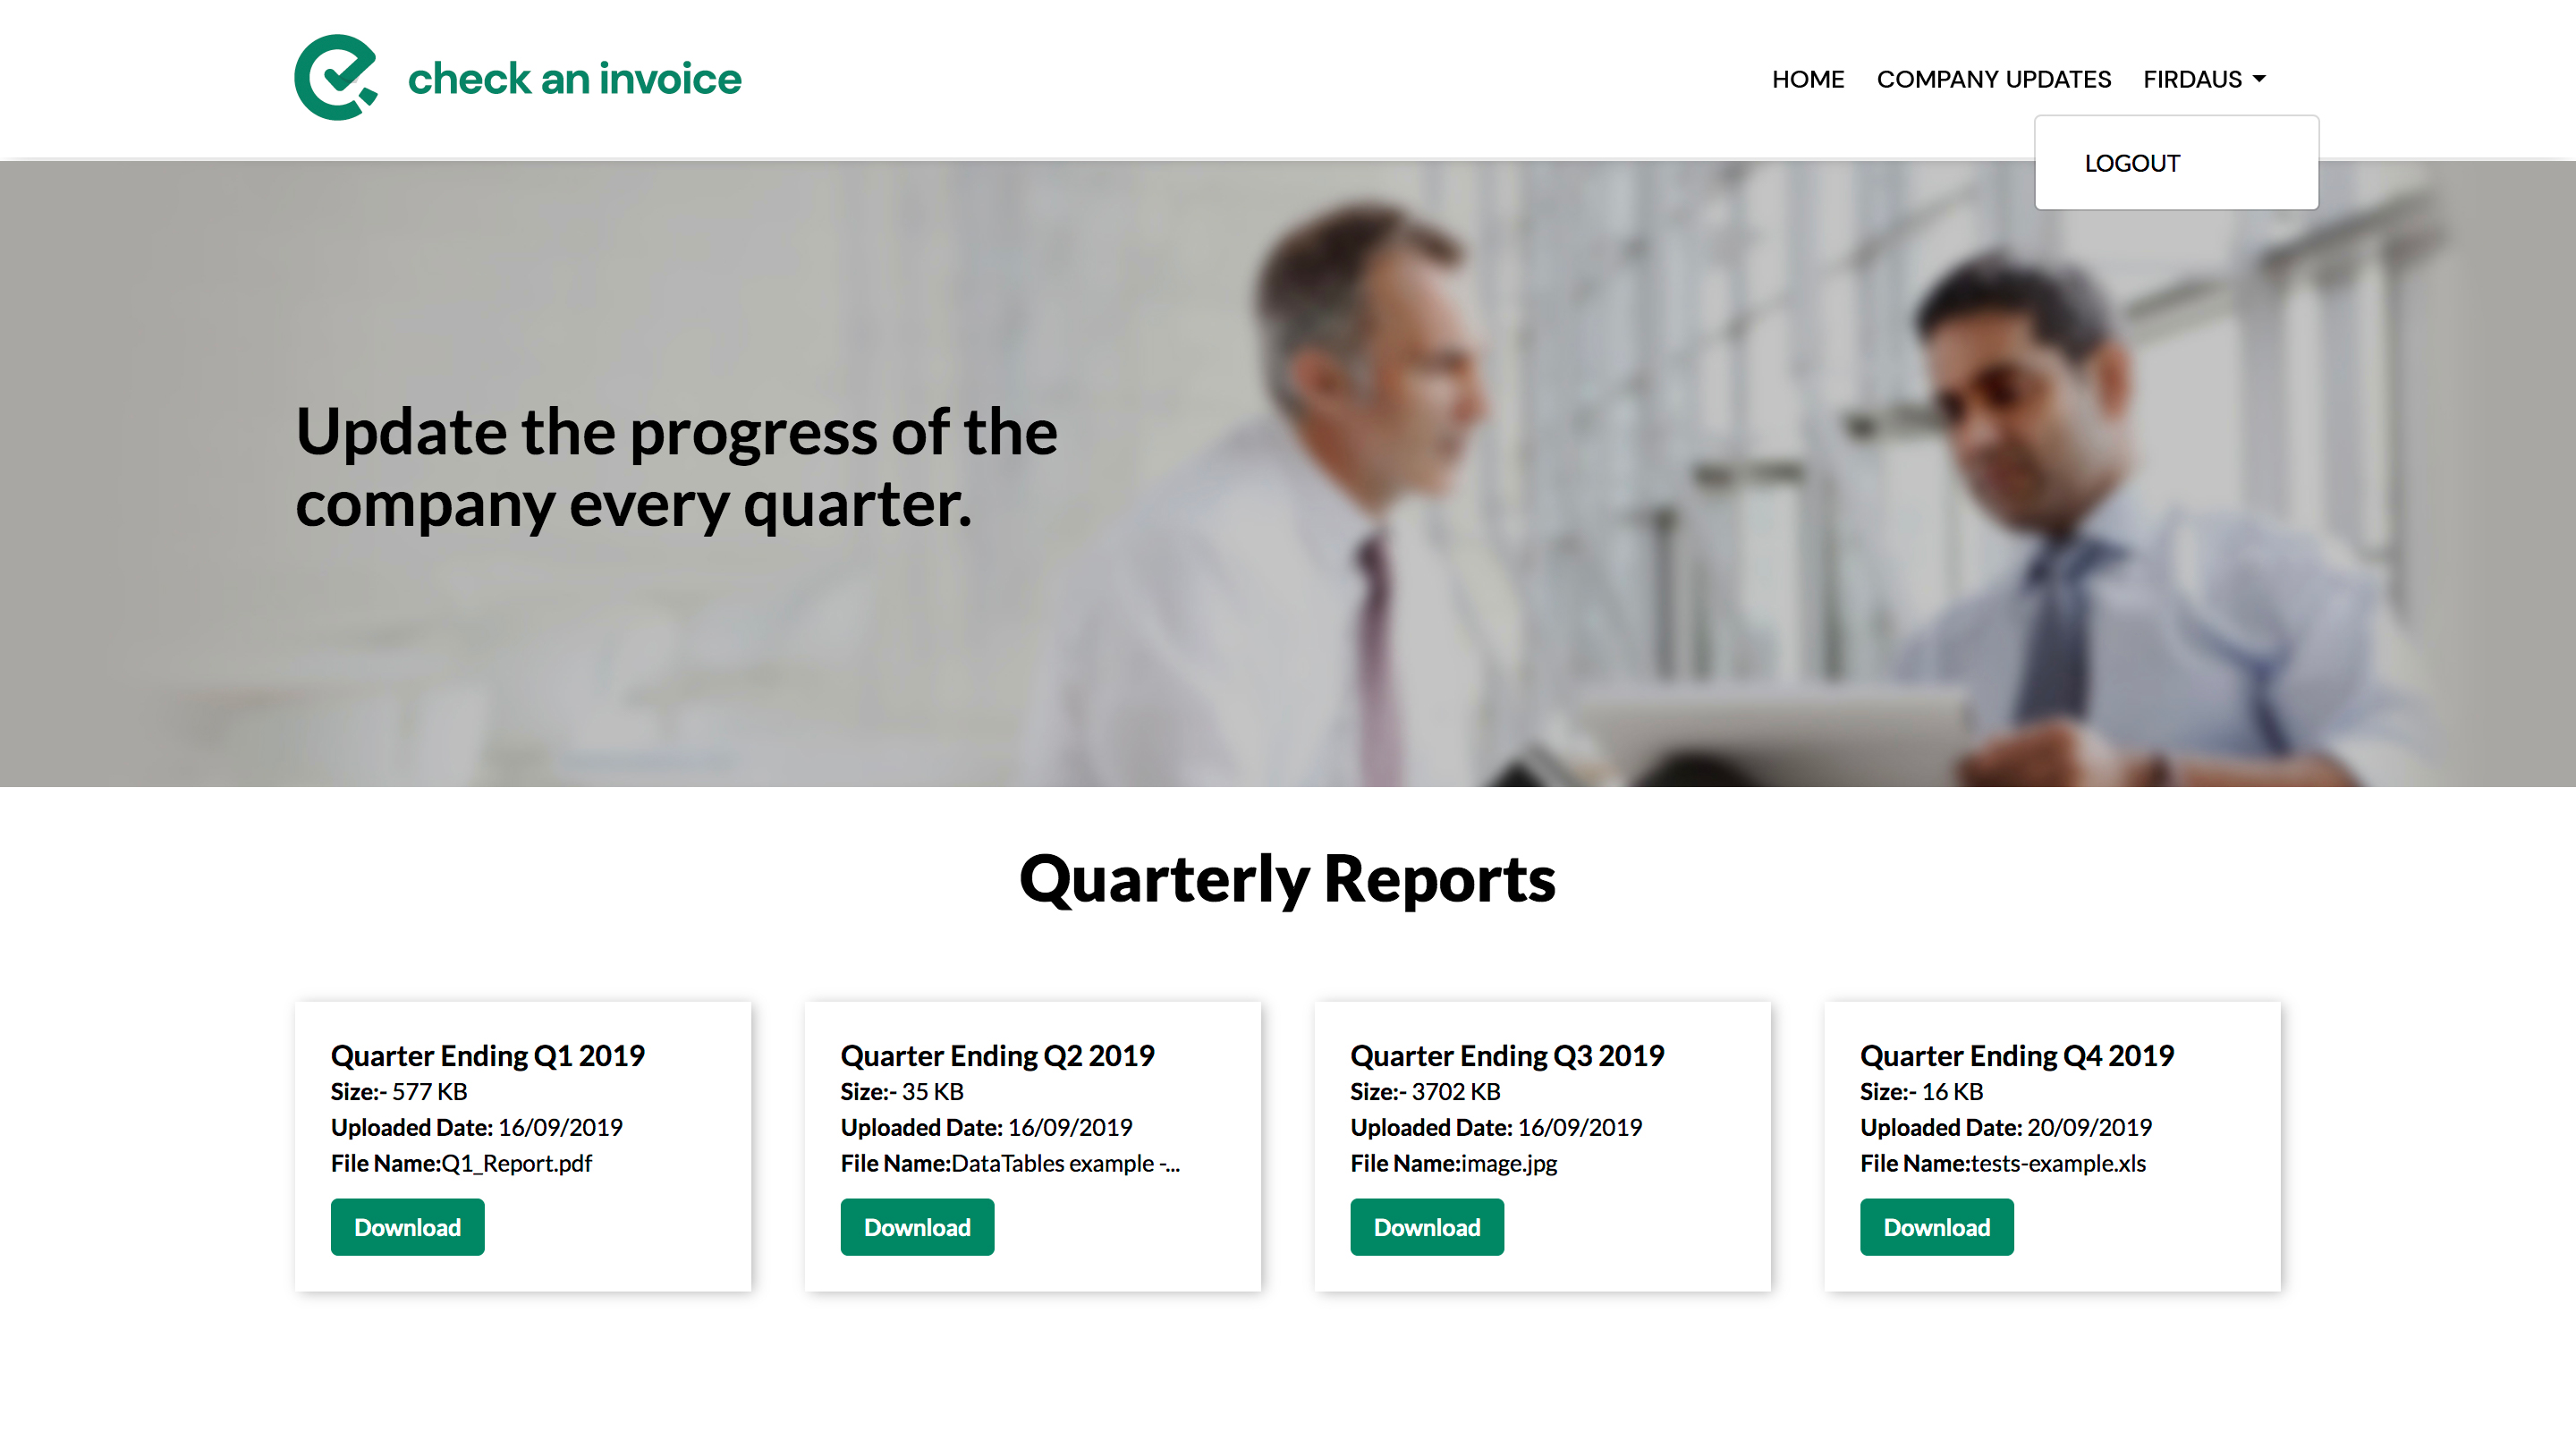 check an invoice
HOME COMPANY UPDATES FIRDAUS
LOGOUT
Update the progress of the
company every quarter.
Quarterly Reports
Quarter Ending Q1 2019
Size:- 577 KB
Uploaded Date: 16/09/2019
File Name:Q1_Report.pdf
Download
Quarter Ending Q2 2019
Size:- 35 KB
Uploaded Date: 16/09/2019
File Name:DataTables example -...
Download
Quarter Ending Q3 2019
Size:- 3702 KB
Uploaded Date: 16/09/2019
File Name:image.jpg
Download
Quarter Ending Q4 2019
Size:- 16 KB
Uploaded Date: 20/09/2019
File Name:tests-example.xls
Download